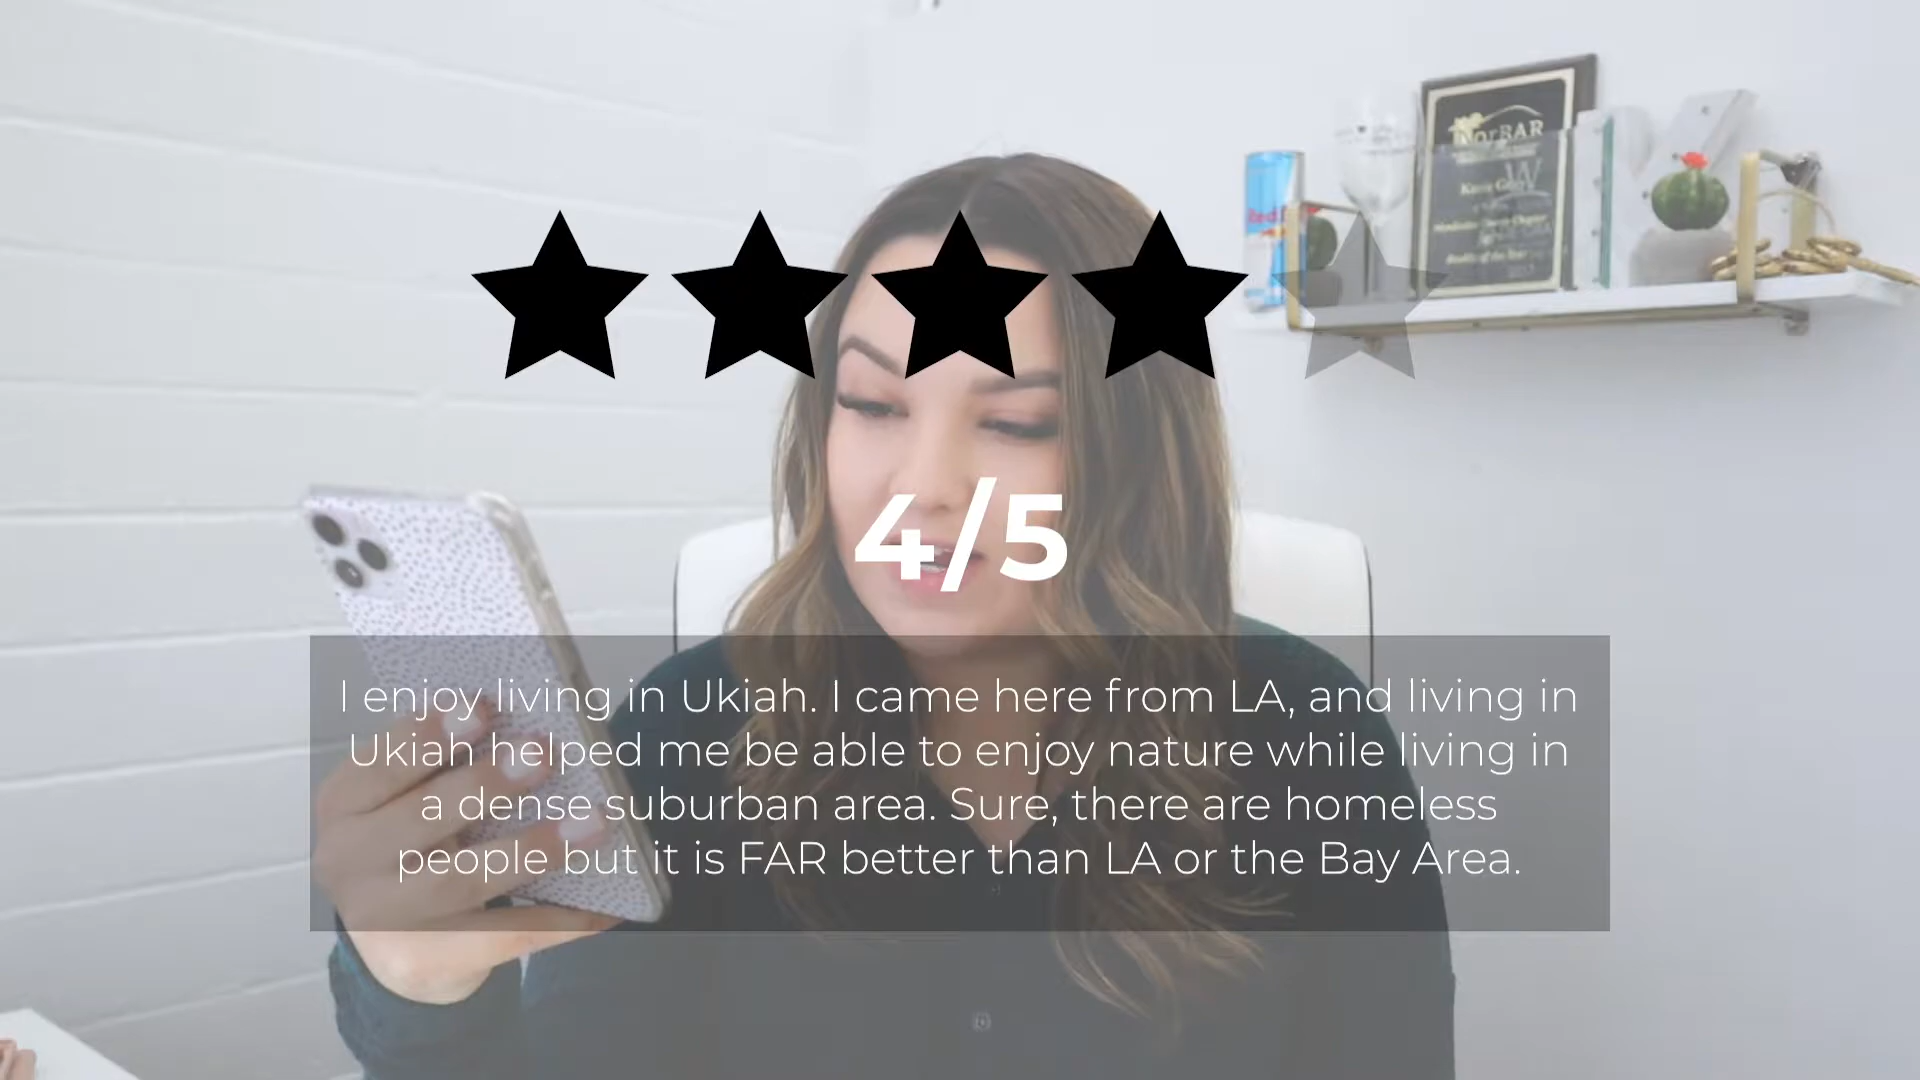 NorBAR
Red
4/5
I enjoy living in Ukiah. I came here from LA, and living in
Ukiah helped me be able to enjoy nature while living in
a dense suburban area. Sure, there are homeless
people but it is FAR better than LA or the Bay Area.